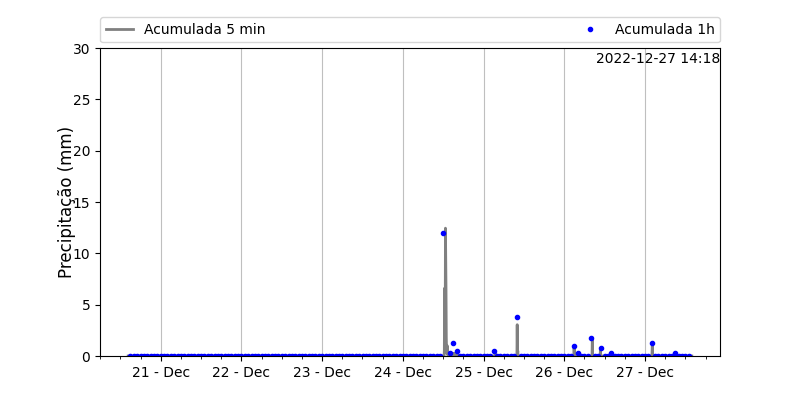 Acumulada 5 min
Acumulada 1h
2022-12-27 14:18
Precipitação (mm)
30
25
20
15
10
5
0
21 - Dec
22 - Dec
23 - Dec
24 - Dec
25 - Dec
26 - Dec
27 - Dec